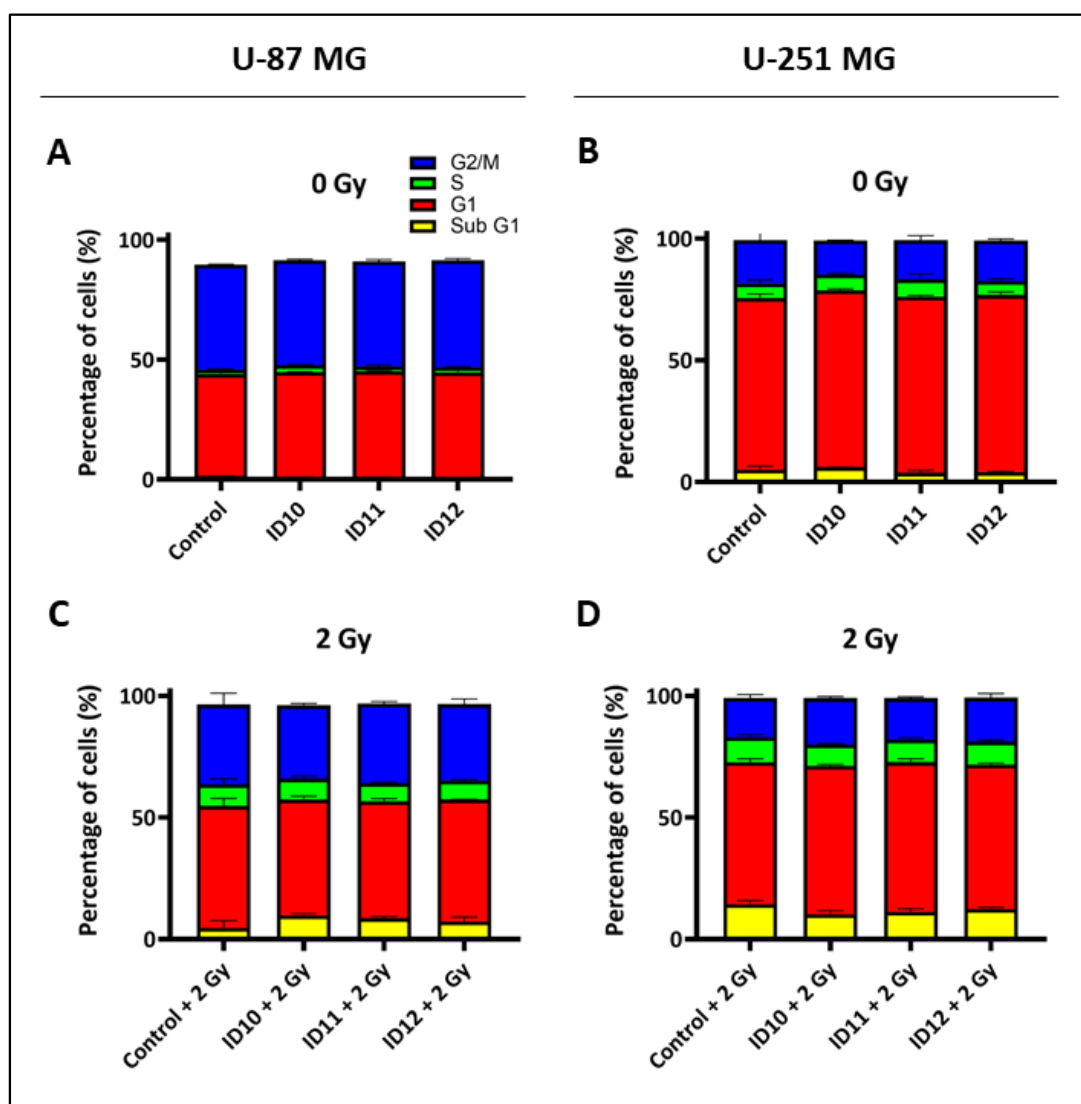 U-87 MG
U-251 MG
A
0 Gy
G2/M
S
G1
Sub G1
Percentage of cells (%)
100
50
0
Control
ID10
ID11
ID12
B
0 Gy
Percentage of cells (%)
100
50
0
Control
ID10
ID11
ID12
C
2 Gy
Percentage of cells (%)
100
50
0
Control + 2 Gy
ID10 + 2 Gy
ID11 + 2 Gy
ID12 + 2 Gy
D
2 Gy
Percentage of cells (%)
100
50
0
Control + 2 Gy
ID10 + 2 Gy
ID11 + 2 Gy
ID12 + 2 Gy